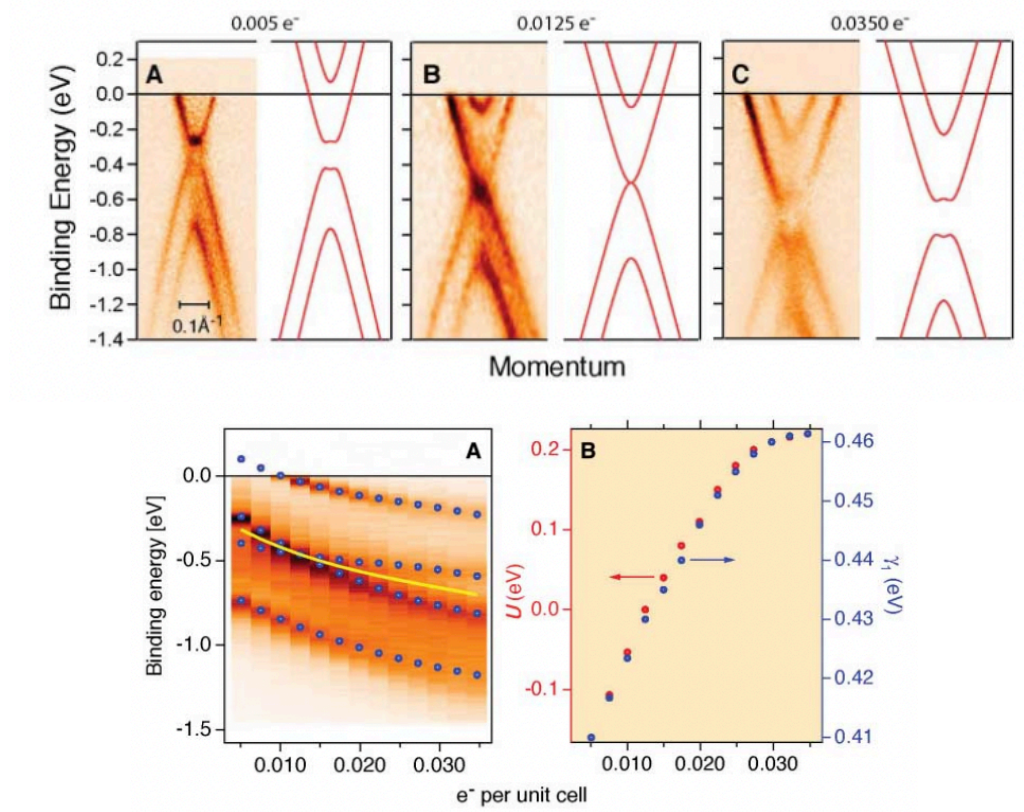 0.005 e⁻ 0.0125 e⁻ 0.0350 e⁻
A B C
Binding Energy (eV)
0.2
0.0
-0.2
-0.4
-0.6
-0.8
-1.0
-1.2
-1.4
0.1Å⁻¹
Momentum
A
Binding energy [eV]
0.0
-0.5
-1.0
-1.5
0.010 0.020 0.030
B
U (eV)
0.2
0.1
0.0
-0.1
γ₁ (eV)
0.46
0.45
0.44
0.43
0.42
0.41
0.010 0.020 0.030
e⁻ per unit cell